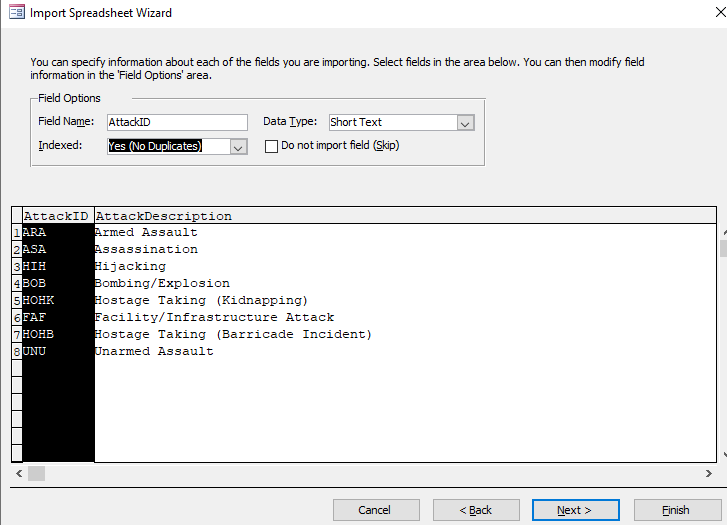 Import Spreadsheet Wizard
You can specify information about each of the fields you are importing. Select fields in the area below. You can then modify field
information in the 'Field Options' area.
Field Options
Field Name: AttackID Data Type: Short Text
Indexed: Yes (No Duplicates) Do not import field (Skip)
AttackID AttackDescription
1 ARA Armed Assault
2 ASA Assassination
3 HIH Hijacking
4 BOB Bombing/Explosion
5 HOHK Hostage Taking (Kidnapping)
6 FAF Facility/Infrastructure Attack
7 HOHB Hostage Taking (Barricade Incident)
8 UNU Unarmed Assault
Cancel < Back Next > Finish